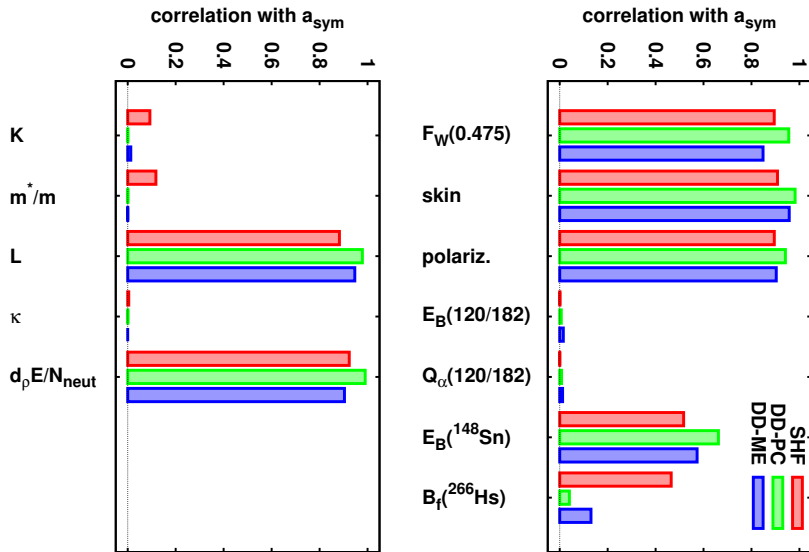 correlation with a_sym
0 0.2 0.4 0.6 0.8 1
K
m*/m
L
κ
d_ρE/N_neut
correlation with a_sym
0 0.2 0.4 0.6 0.8 1
F_W(0.475)
skin
polariz.
E_B(120/182)
Q_α(120/182)
E_B(^148Sn)
B_f(^266Hs)
SHF
DD-PC
DD-ME